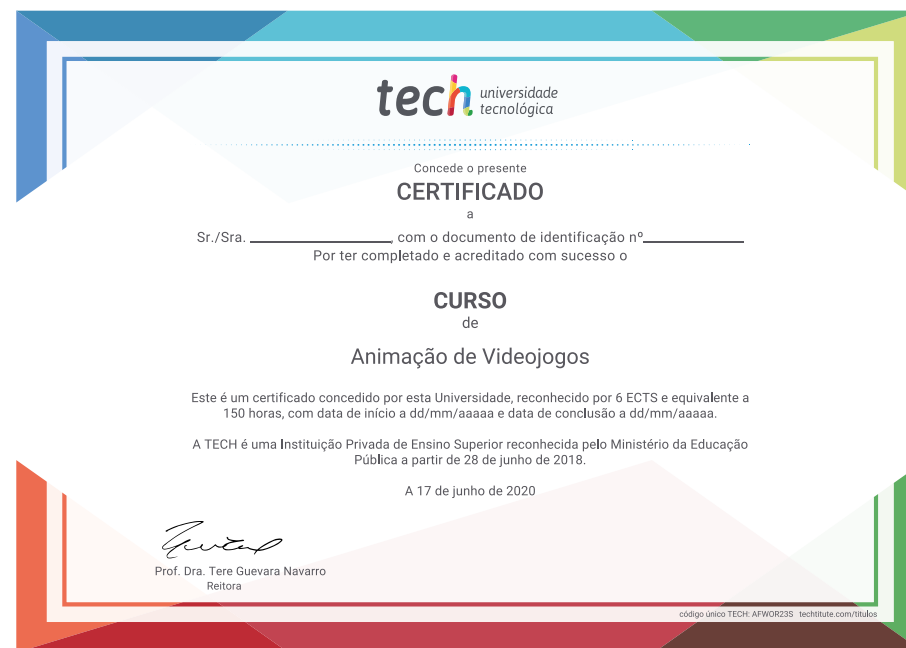 tech universidade
tecnológica
Concede o presente
CERTIFICADO
a
Sr./Sra. ____________________, com o documento de identificação nº______________
Por ter completado e acreditado com sucesso o
CURSO
de
Animação de Videojogos
Este é um certificado concedido por esta Universidade, reconhecido por 6 ECTS e equivalente a
150 horas, com data de início a dd/mm/aaaaa e data de conclusão a dd/mm/aaaaa.
A TECH é uma Instituição Privada de Ensino Superior reconhecida pelo Ministério da Educação
Pública a partir de 28 de junho de 2018.
A 17 de junho de 2020
Prof. Dra. Tere Guevara Navarro
Reitora
código único TECH: AFWOR23S techtitute.com/titulos